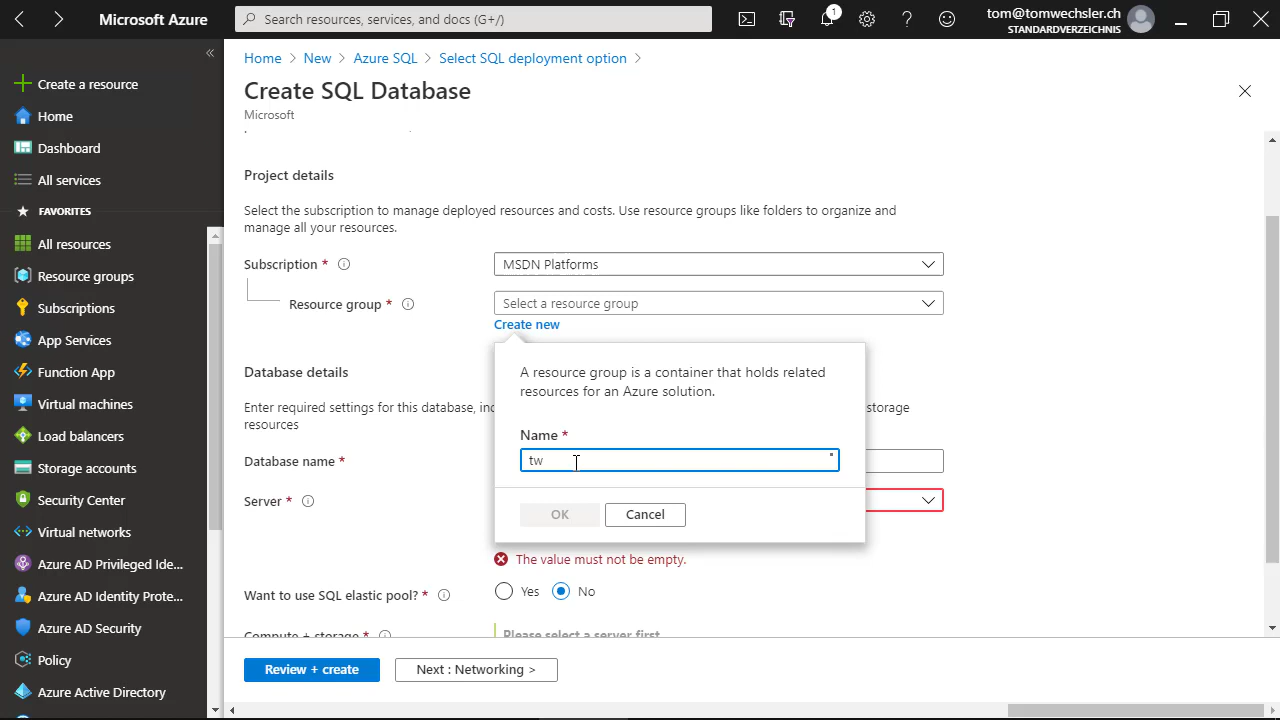 Microsoft Azure
Search resources, services, and docs (G+/)
1
tom@tomwechsler.ch
STANDARDVERZEICHNIS
«
Create a resource
Home
Dashboard
All services
FAVORITES
All resources
Resource groups
Subscriptions
App Services
Function App
Virtual machines
Load balancers
Storage accounts
Security Center
Virtual networks
Azure AD Privileged Ide...
Azure AD Identity Prote...
Azure AD Security
Policy
Azure Active Directory
Home > New > Azure SQL > Select SQL deployment option >
Create SQL Database
Microsoft
Project details
Select the subscription to manage deployed resources and costs. Use resource groups like folders to organize and
manage all your resources.
Subscription *
MSDN Platforms
Resource group *
Select a resource group
Create new
A resource group is a container that holds related
resources for an Azure solution.
Name *
tw
OK
Cancel
Database details
Enter required settings for this database, inc
storage
resources
Database name *
Server *
The value must not be empty.
Want to use SQL elastic pool? *
Yes
No
Compute + storage *
Please select a server first
Review + create
Next : Networking >